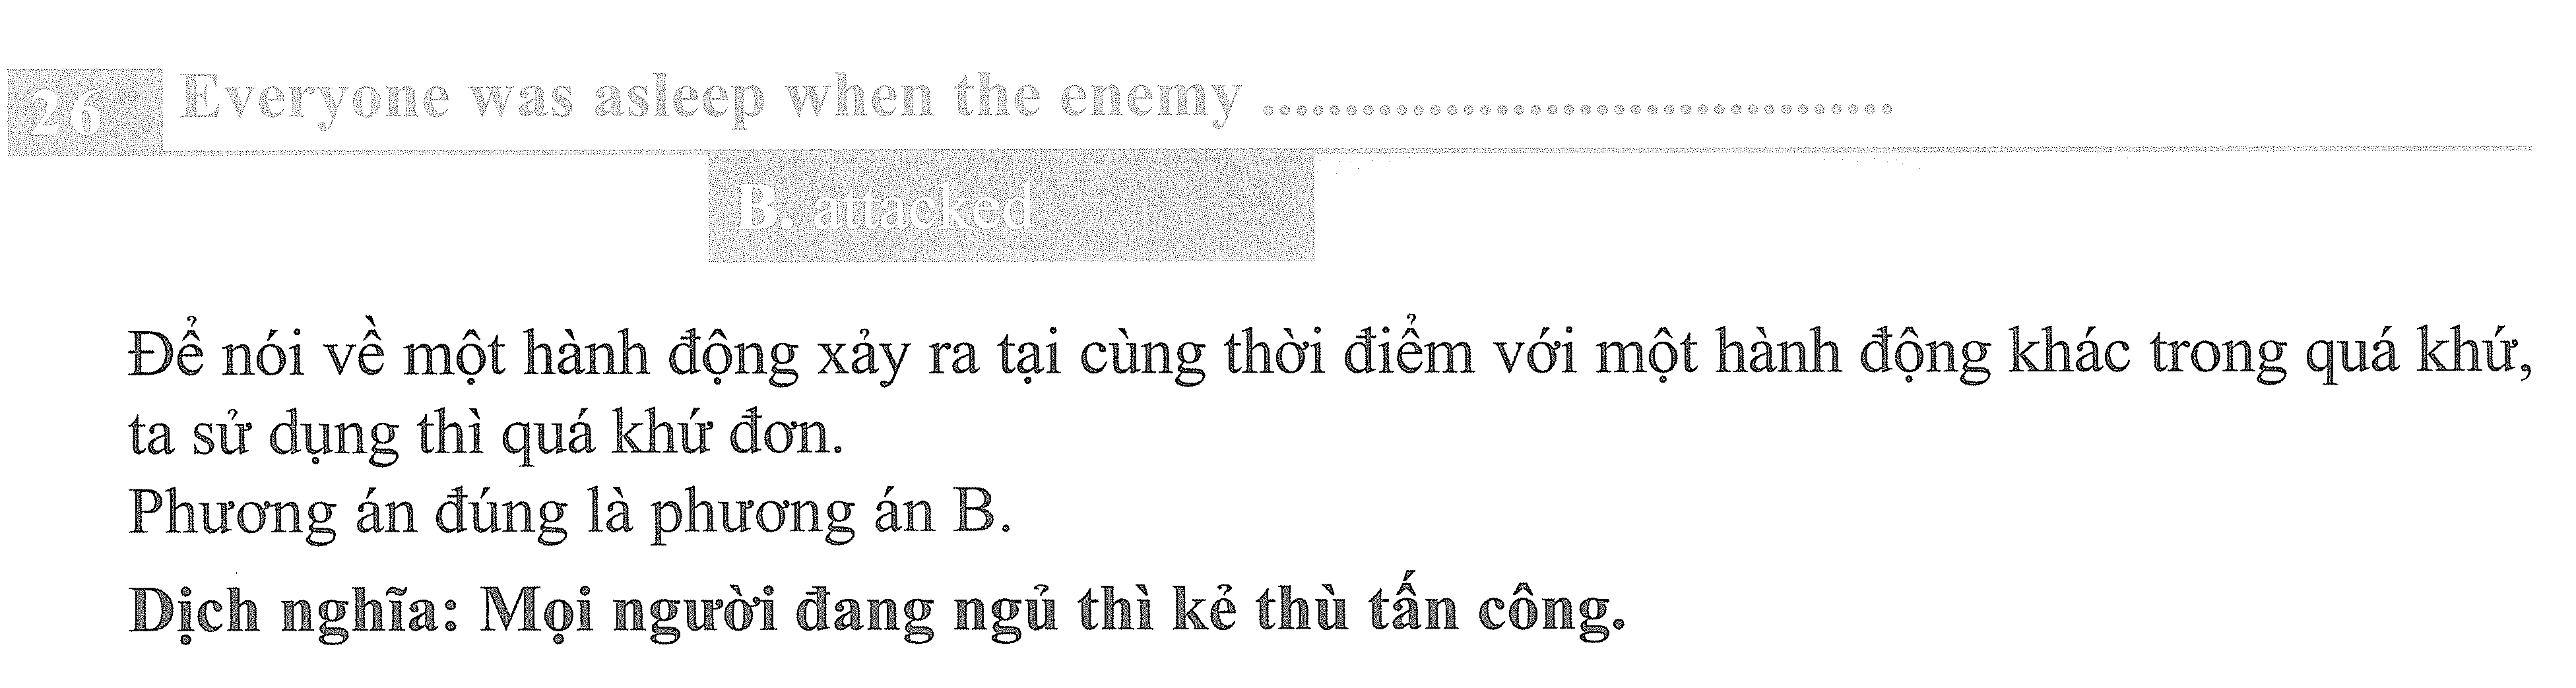 26 Everyone was asleep when the enemy ......................................
B. attacked
Để nói về một hành động xảy ra tại cùng thời điểm với một hành động khác trong quá khứ,
ta sử dụng thì quá khứ đơn.
Phương án đúng là phương án B.
Dịch nghĩa: Mọi người đang ngủ thì kẻ thù tấn công.